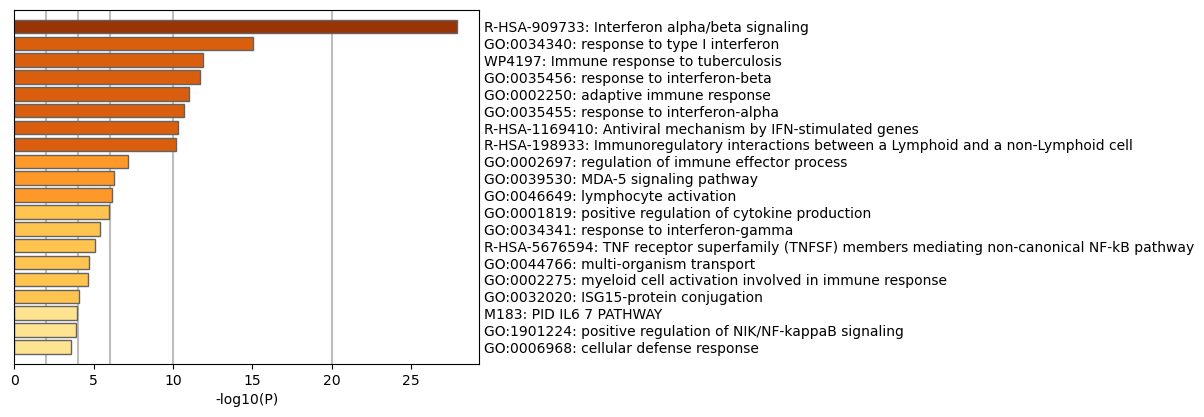 R-HSA-909733: Interferon alpha/beta signaling
GO:0034340: response to type I interferon
WP4197: Immune response to tuberculosis
GO:0035456: response to interferon-beta
GO:0002250: adaptive immune response
GO:0035455: response to interferon-alpha
R-HSA-1169410: Antiviral mechanism by IFN-stimulated genes
R-HSA-198933: Immunoregulatory interactions between a Lymphoid and a non-Lymphoid cell
GO:0002697: regulation of immune effector process
GO:0039530: MDA-5 signaling pathway
GO:0046649: lymphocyte activation
GO:0001819: positive regulation of cytokine production
GO:0034341: response to interferon-gamma
R-HSA-5676594: TNF receptor superfamily (TNFSF) members mediating non-canonical NF-kB pathway
GO:0044766: multi-organism transport
GO:0002275: myeloid cell activation involved in immune response
GO:0032020: ISG15-protein conjugation
M183: PID IL6 7 PATHWAY
GO:1901224: positive regulation of NIK/NF-kappaB signaling
GO:0006968: cellular defense response
0 5 10 15 20 25
-log10(P)